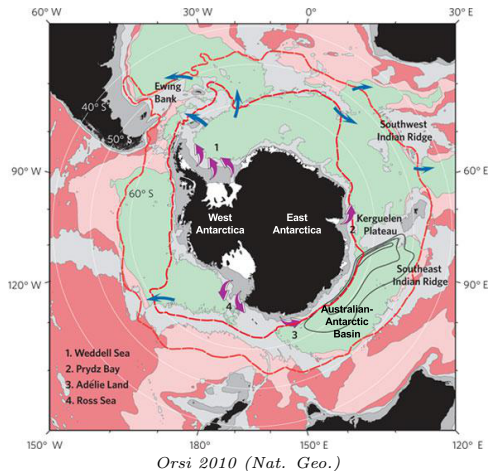 60° W
30° W
0° E
30° E
Ewing
Bank
40° S
50° S
Southwest
Indian Ridge
1
90° W
60° S
West
Antarctica
East
Antarctica
2
Kerguelen
Plateau
Southeast
Indian Ridge
120° W
4
3
Australian-
Antarctic
Basin
1. Weddell Sea
2. Prydz Bay
3. Adélie Land
4. Ross Sea
150° W
180° W
150° E
120° E
Orsi 2010 (Nat. Geo.)